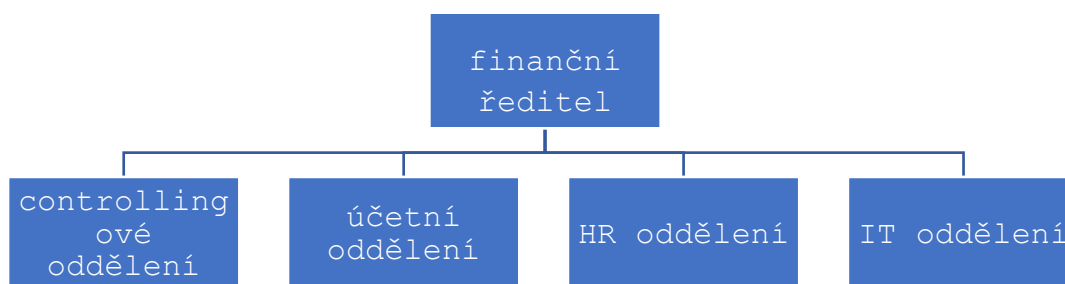 finanční
ředitel
controlling
ové
oddělení
účetní
oddělení
HR oddělení
IT oddělení